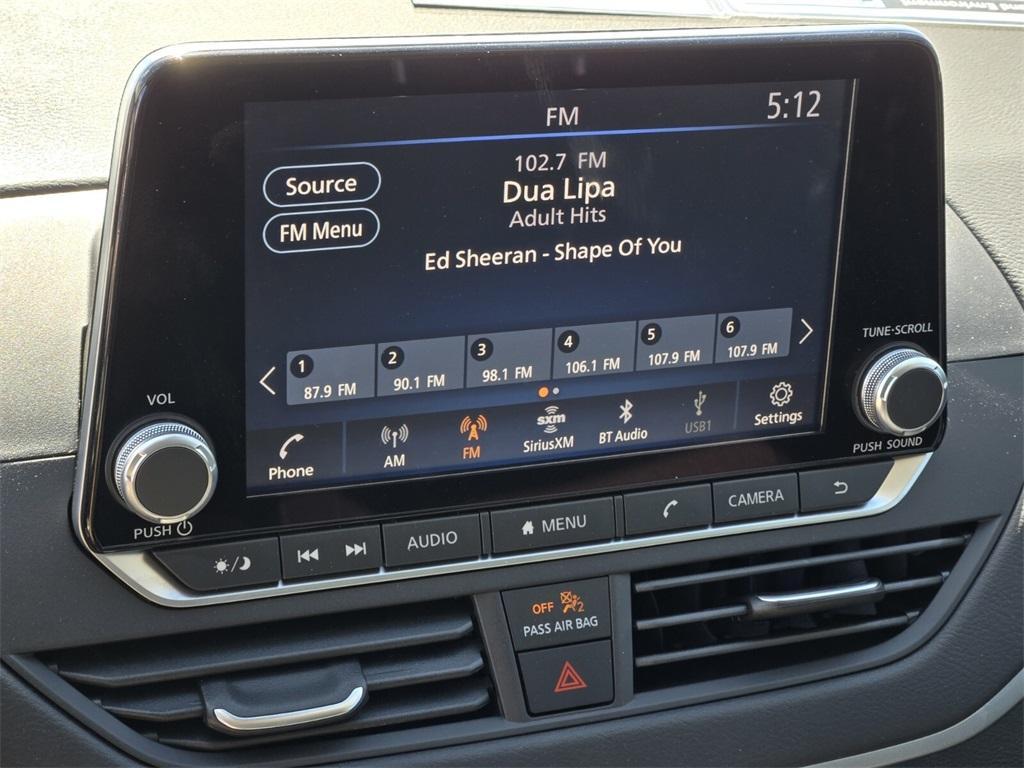 and Environment
FM
5:12
102.7 FM
Source
Dua Lipa
Adult Hits
FM Menu
Ed Sheeran - Shape Of You
1
87.9 FM
2
90.1 FM
3
98.1 FM
4
106.1 FM
5
107.9 FM
6
107.9 FM
TUNE-SCROLL
VOL
Phone
AM
FM
sxm
SiriusXM
BT Audio
USB1
Settings
PUSH SOUND
PUSH
AUDIO
MENU
CAMERA
OFF
2
PASS AIR BAG